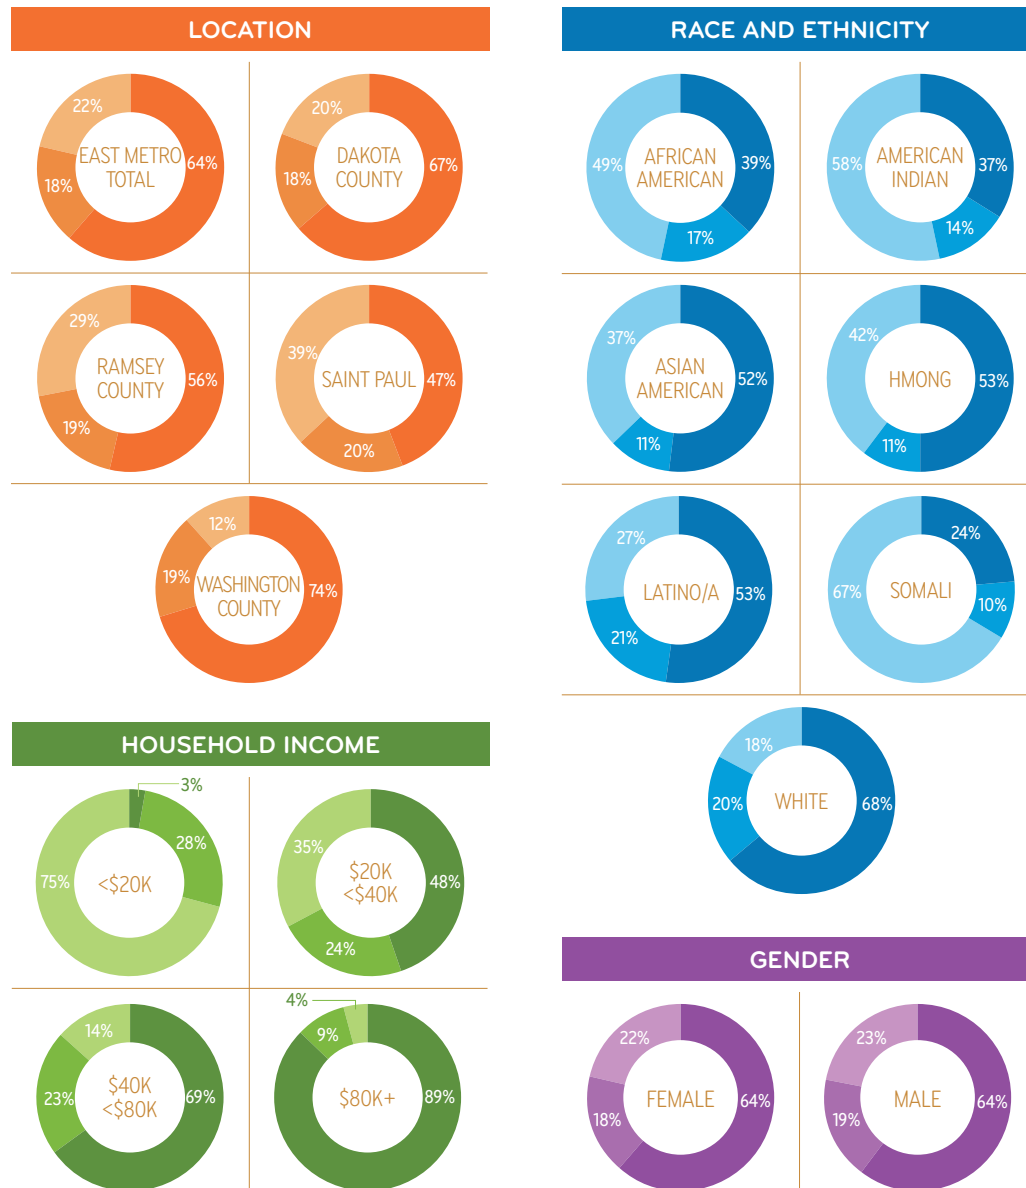 LOCATION
22%
EAST METRO
TOTAL
64%
18%
20%
DAKOTA
COUNTY
67%
18%
29%
RAMSEY
COUNTY
56%
19%
39%
SAINT PAUL
47%
20%
12%
19%
WASHINGTON
COUNTY
74%
HOUSEHOLD INCOME
3%
28%
75%
<$20K
35%
$20K
<$40K
48%
24%
14%
$40K
<$80K
23%
69%
4%
9%
$80K+
89%
RACE AND ETHNICITY
49%
AFRICAN
AMERICAN
39%
17%
58%
AMERICAN
INDIAN
37%
14%
37%
ASIAN
AMERICAN
52%
11%
42%
HMONG
53%
11%
27%
LATINO/A
53%
21%
24%
67%
SOMALI
10%
18%
20%
WHITE
68%
GENDER
22%
FEMALE
64%
18%
23%
MALE
64%
19%